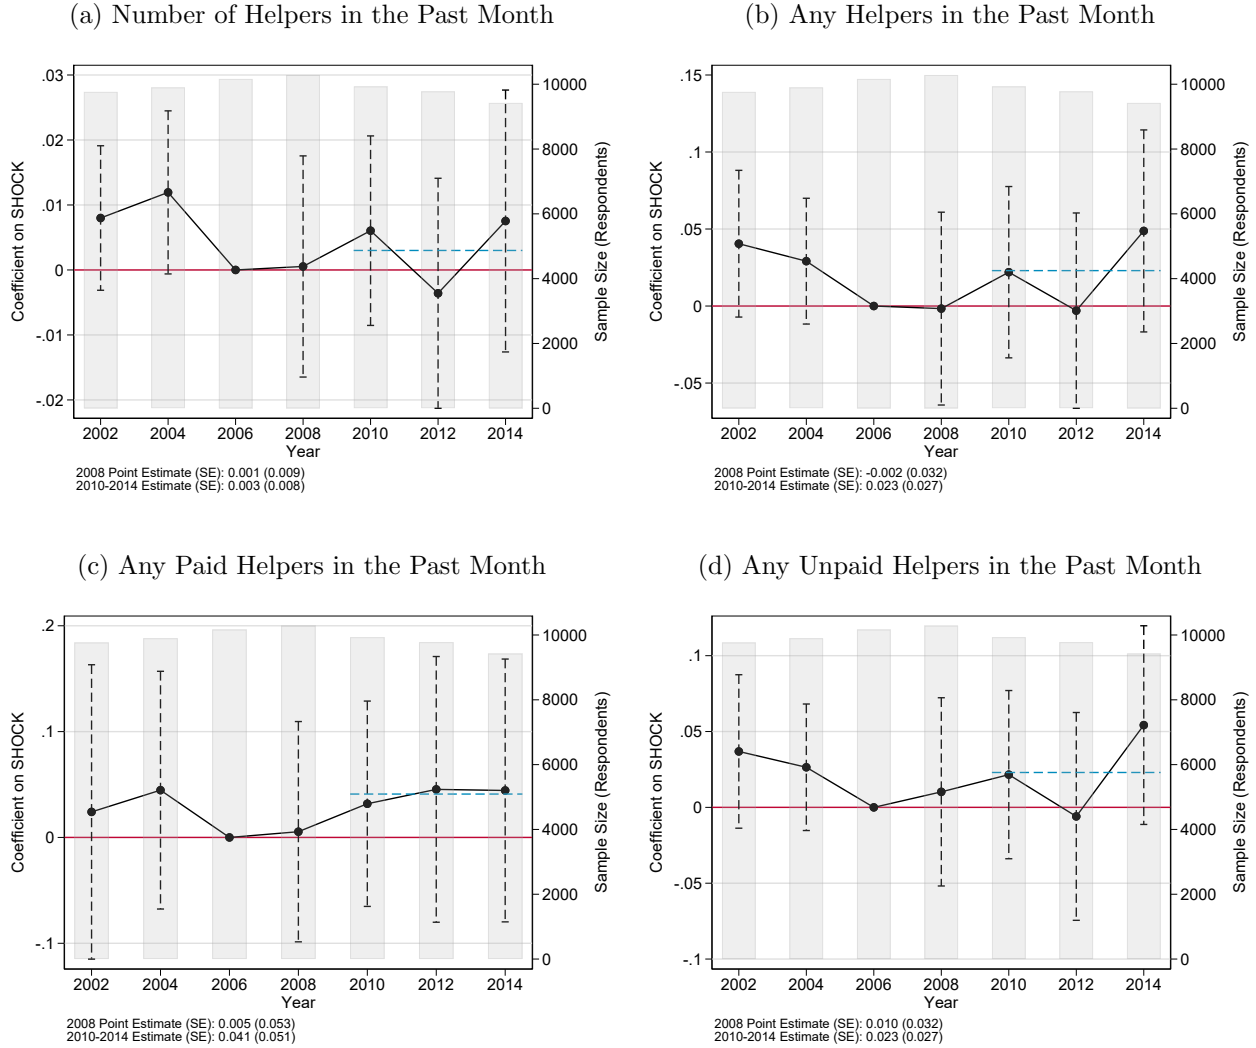 (a) Number of Helpers in the Past Month
.03
.02
.01
0
-.01
-.02
Coefficient on SHOCK
10000
8000
6000
4000
2000
0
Sample Size (Respondents)
2002 2004 2006 2008 2010 2012 2014
Year
2008 Point Estimate (SE): 0.001 (0.009)
2010-2014 Estimate (SE): 0.003 (0.008)
(b) Any Helpers in the Past Month
.15
.1
.05
0
-.05
Coefficient on SHOCK
10000
8000
6000
4000
2000
0
Sample Size (Respondents)
2002 2004 2006 2008 2010 2012 2014
Year
2008 Point Estimate (SE): -0.002 (0.032)
2010-2014 Estimate (SE): 0.023 (0.027)
(c) Any Paid Helpers in the Past Month
.2
.1
0
-.1
Coefficient on SHOCK
10000
8000
6000
4000
2000
0
Sample Size (Respondents)
2002 2004 2006 2008 2010 2012 2014
Year
2008 Point Estimate (SE): 0.005 (0.053)
2010-2014 Estimate (SE): 0.041 (0.051)
(d) Any Unpaid Helpers in the Past Month
.1
.05
0
-.05
-.1
Coefficient on SHOCK
10000
8000
6000
4000
2000
0
Sample Size (Respondents)
2002 2004 2006 2008 2010 2012 2014
Year
2008 Point Estimate (SE): 0.010 (0.032)
2010-2014 Estimate (SE): 0.023 (0.027)